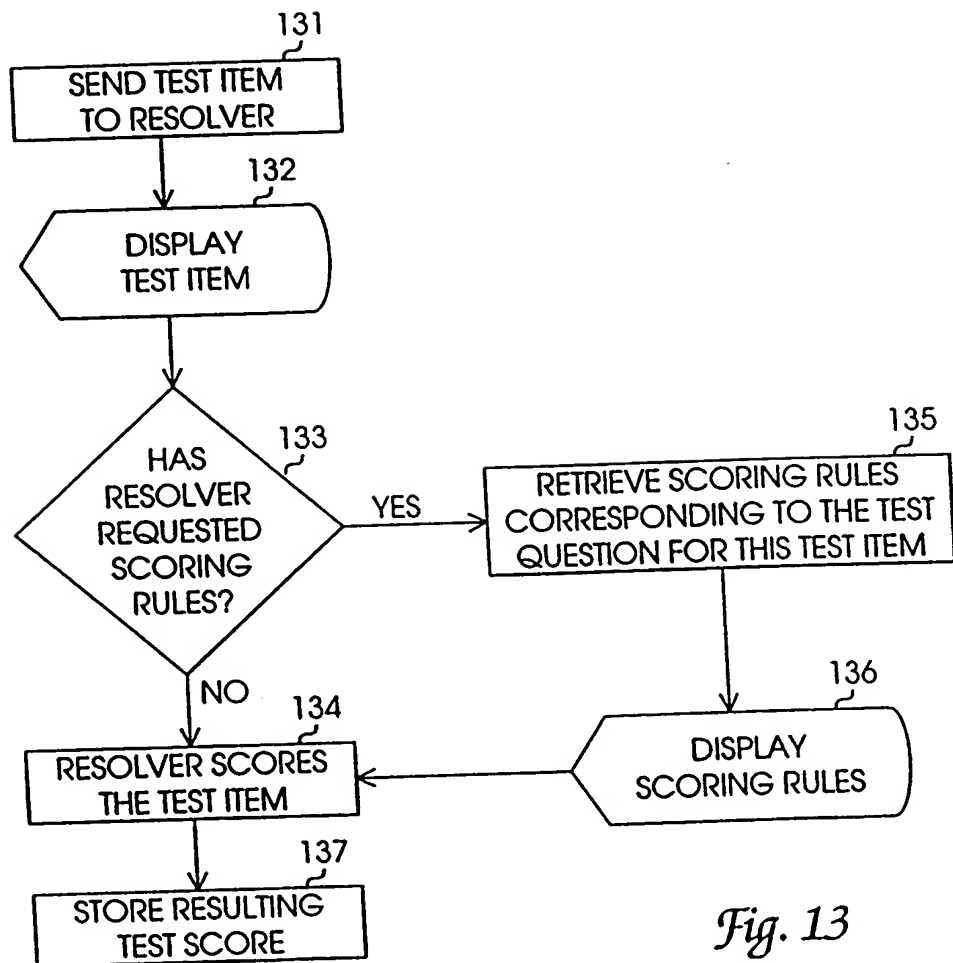 131
SEND TEST ITEM
TO RESOLVER
132
DISPLAY
TEST ITEM
133
HAS
RESOLVER
REQUESTED
SCORING
RULES?
YES
135
RETRIEVE SCORING RULES
CORRESPONDING TO THE TEST
QUESTION FOR THIS TEST ITEM
NO
134
RESOLVER SCORES
THE TEST ITEM
136
DISPLAY
SCORING RULES
137
STORE RESULTING
TEST SCORE
Fig. 13